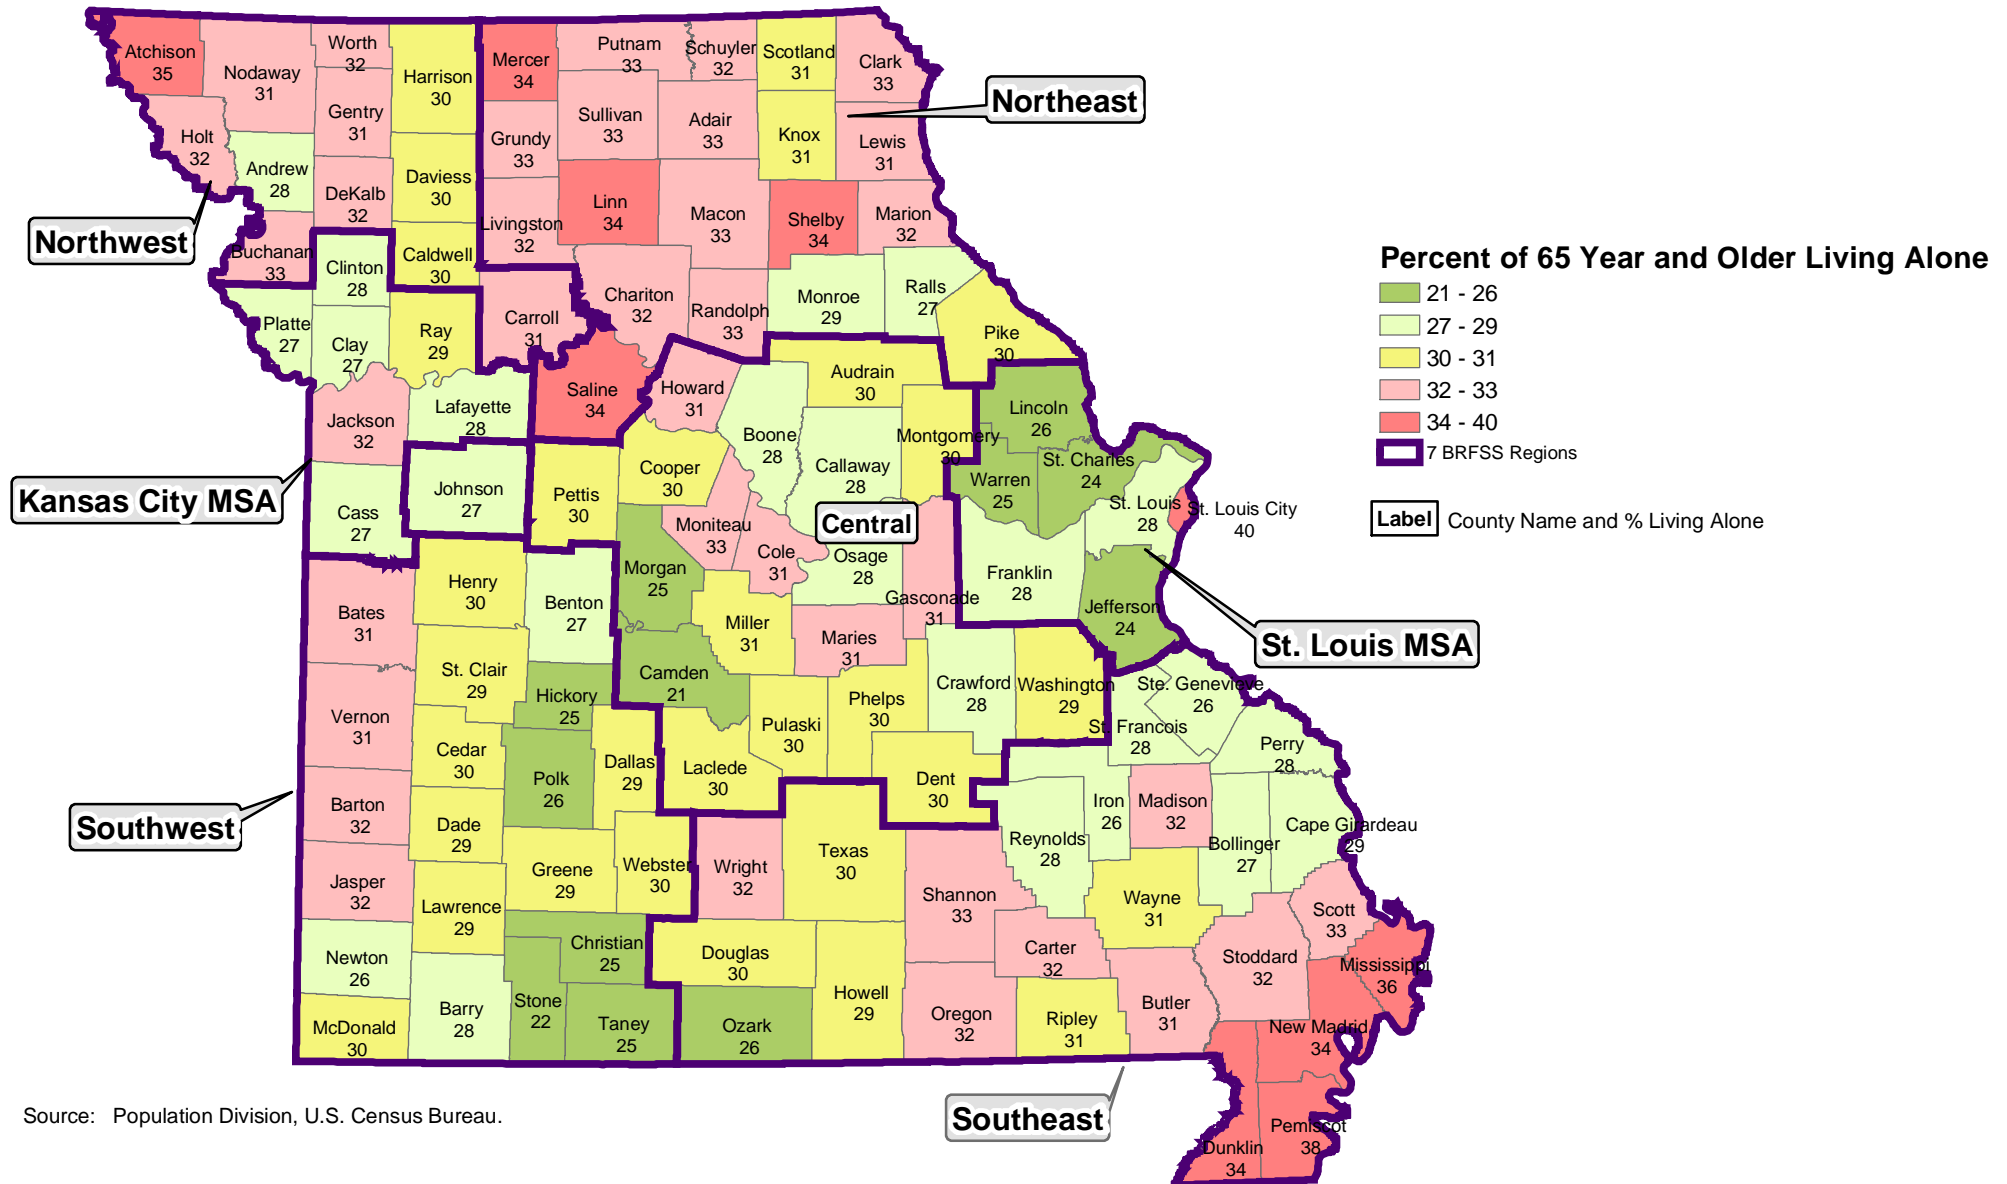 Atchison
35
Nodaway
31
Worth
32
Harrison
30
Mercer
34
Putnam
33
Schuyler
32
Scotland
31
Clark
33
Northeast
Holt
32
Gentry
31
Grundy
33
Sullivan
33
Adair
33
Knox
31
Lewis
31
Andrew
28
DeKalb
32
Daviess
30
Livingston
32
Linn
34
Macon
33
Shelby
34
Marion
32
Northwest
Buchanan
33
Clinton
28
Caldwell
30
Chariton
32
Randolph
33
Monroe
29
Ralls
27
Pike
30
Platte
27
Clay
27
Ray
29
Carroll
31
Saline
34
Howard
31
Audrain
30
Lincoln
26
Jackson
32
Lafayette
28
Boone
28
Callaway
28
Montgomery
30
Warren
25
St. Charles
24
St. Louis
28
St. Louis City
40
Kansas City MSA
Cass
27
Johnson
27
Pettis
30
Cooper
30
Moniteau
33
Cole
31
Central
Osage
28
Gasconade
31
Franklin
28
Jefferson
24
St. Louis MSA
Bates
31
Henry
30
Benton
27
Morgan
25
Miller
31
Maries
31
St. Clair
29
Hickory
25
Camden
21
Pulaski
30
Phelps
30
Crawford
28
Washington
29
Ste. Genevieve
26
St. Francois
28
Perry
28
Vernon
31
Cedar
30
Polk
26
Dallas
29
Laclede
30
Dent
30
Southwest
Barton
32
Dade
29
Greene
29
Webster
30
Wright
32
Texas
30
Shannon
33
Reynolds
28
Iron
26
Madison
32
Bollinger
27
Cape Girardeau
29
Jasper
32
Lawrence
29
Christian
25
Douglas
30
Howell
29
Carter
32
Wayne
31
Stoddard
32
Scott
33
Mississippi
36
Newton
26
McDonald
30
Barry
28
Stone
22
Taney
25
Ozark
26
Oregon
32
Ripley
31
Butler
31
New Madrid
34
Pemiscot
38
Dunklin
34
Southeast
Percent of 65 Year and Older Living Alone
21 - 26
27 - 29
30 - 31
32 - 33
34 - 40
7 BRFSS Regions
Label County Name and % Living Alone
Source: Population Division, U.S. Census Bureau.